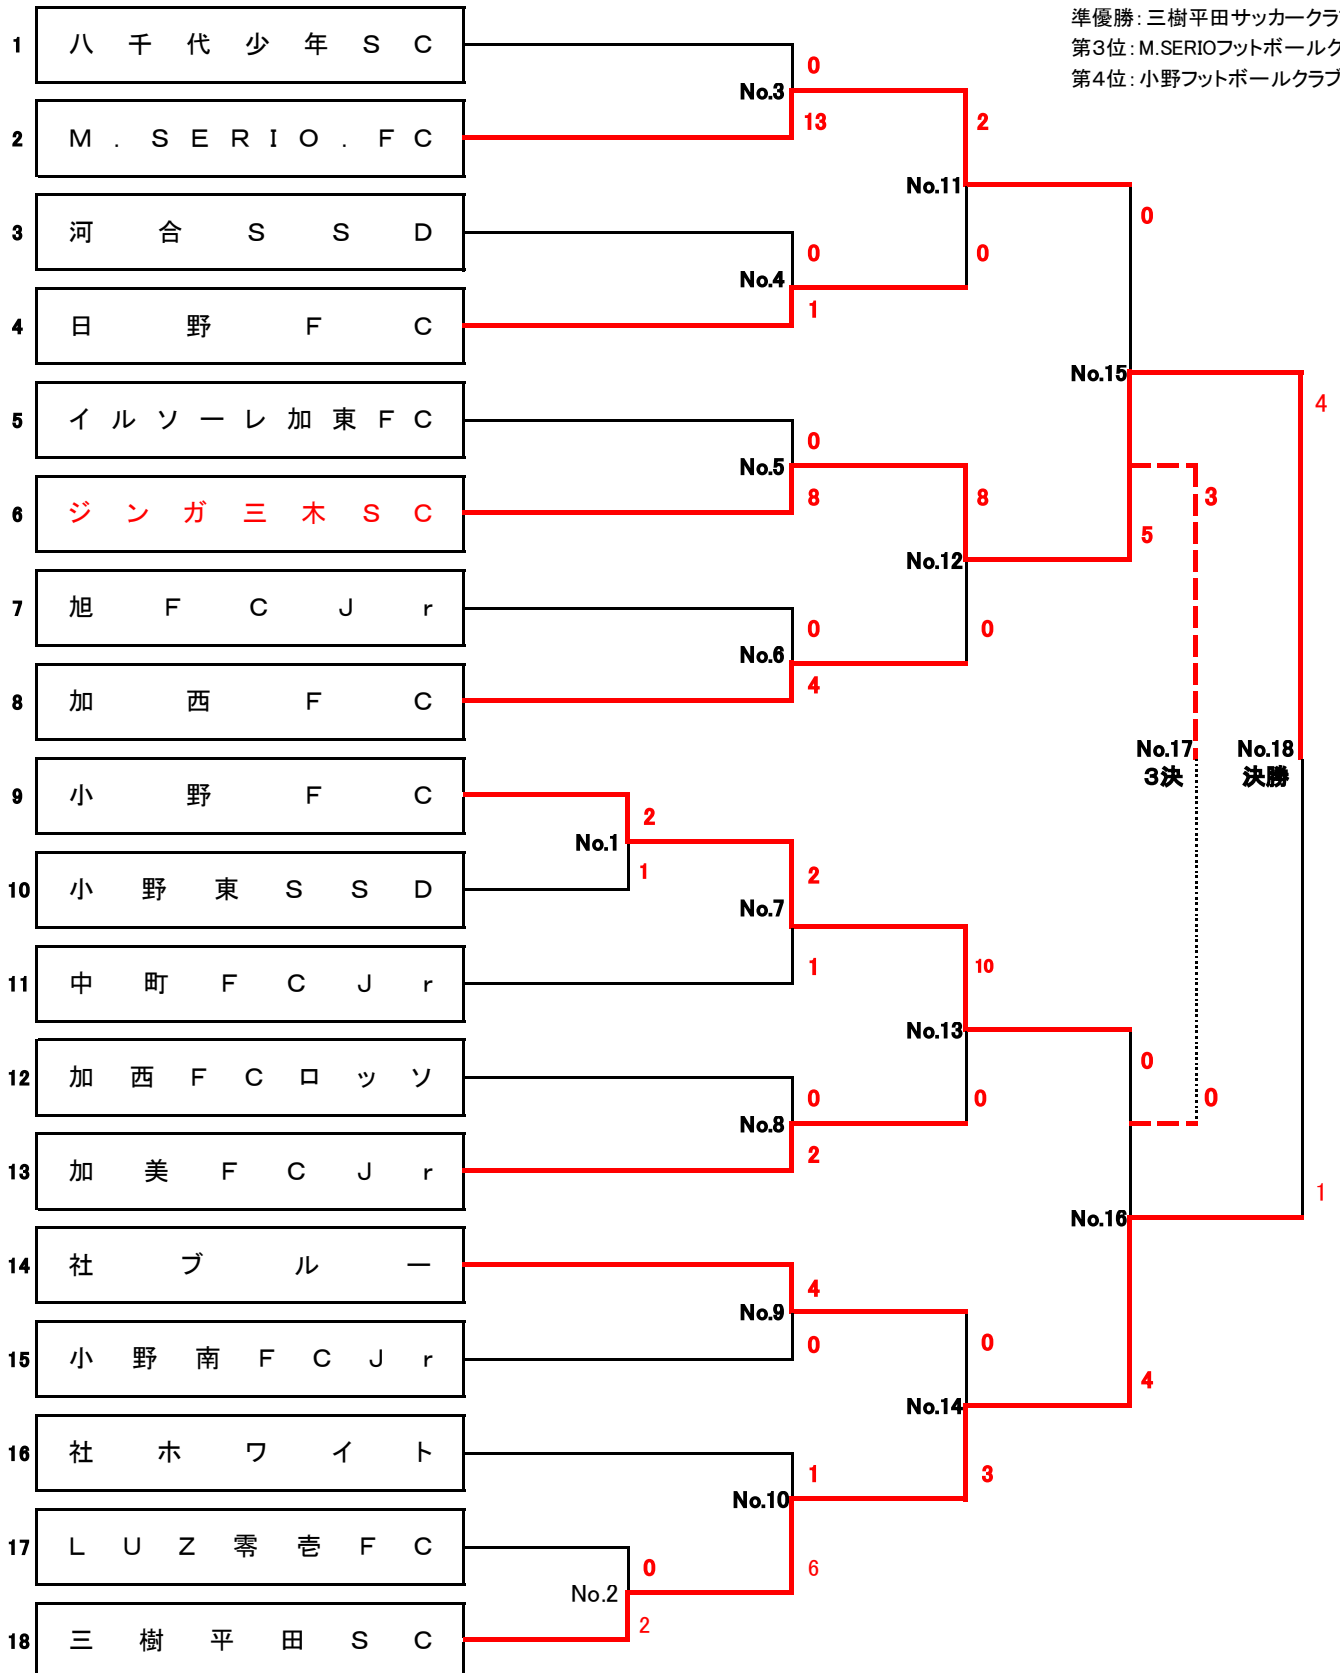 準優勝：三樹平田サッカークラ
第3位：M.SERIOフットボールク
第4位：小野フットボールクラブ
1 八千代少年SC
0
No.3
13
2
2 M.SERIO.FC
No.11
0
3 河合SSD
0
0
No.4
1
4 日野FC
No.15
4
5 イルソーレ加東FC
0
No.5
8
8
3
6 ジンガ三木SC
5
No.12
7 旭FCJr
0
0
No.6
4
8 加西FC
No.17
3決
No.18
決勝
9 小野FC
2
No.1
1
2
10 小野東SSD
No.7
1
10
11 中町FCJr
No.13
0
12 加西FCロッソ
0
0
0
No.8
2
13 加美FCJr
1
No.16
14 社ブルー
4
No.9
0
0
15 小野南FCJr
4
No.14
16 社ホワイト
1
3
No.10
17 LUZ零壱FC
0
6
No.2
2
18 三樹平田SC